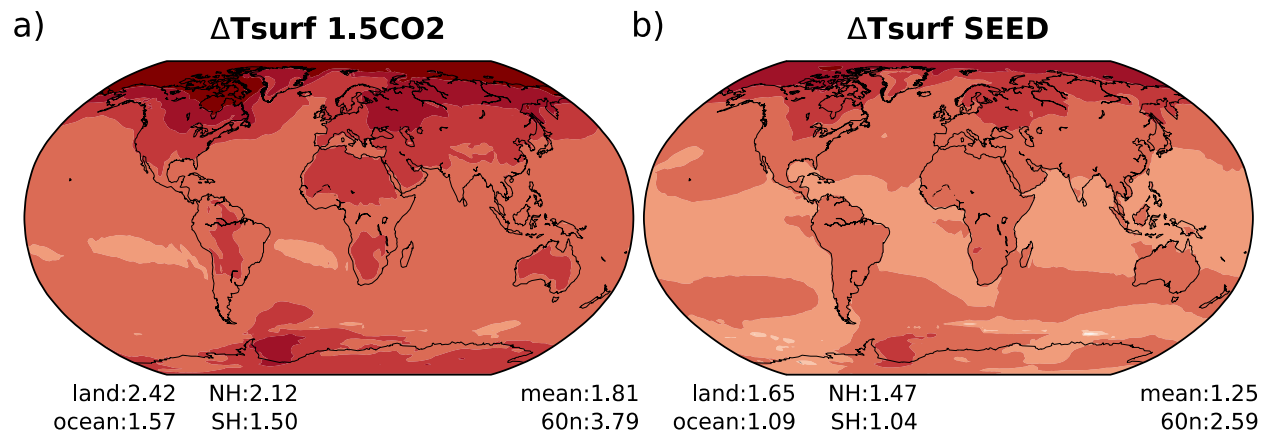 a) ΔTsurf 1.5CO2
land:2.42 NH:2.12 mean:1.81
ocean:1.57 SH:1.50 60n:3.79
b) ΔTsurf SEED
land:1.65 NH:1.47 mean:1.25
ocean:1.09 SH:1.04 60n:2.59